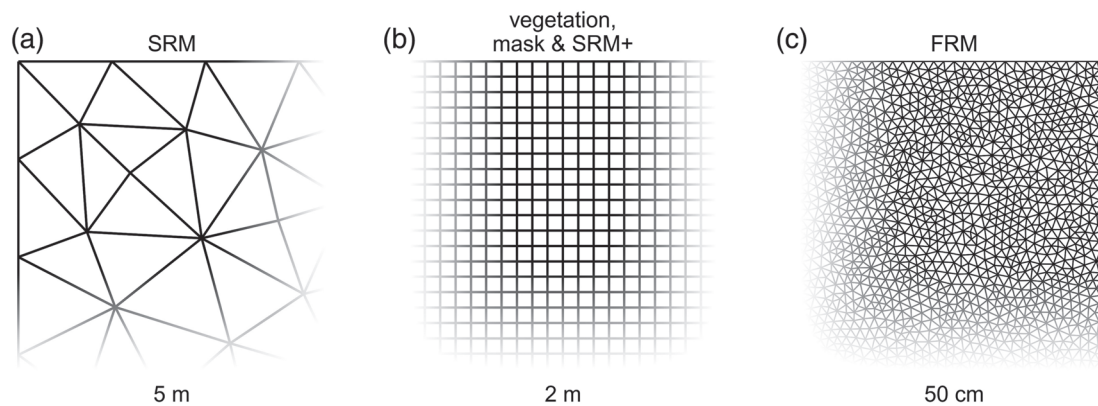 (a)
SRM
(b)
vegetation,
mask & SRM+
(c)
FRM
5 m
2 m
50 cm